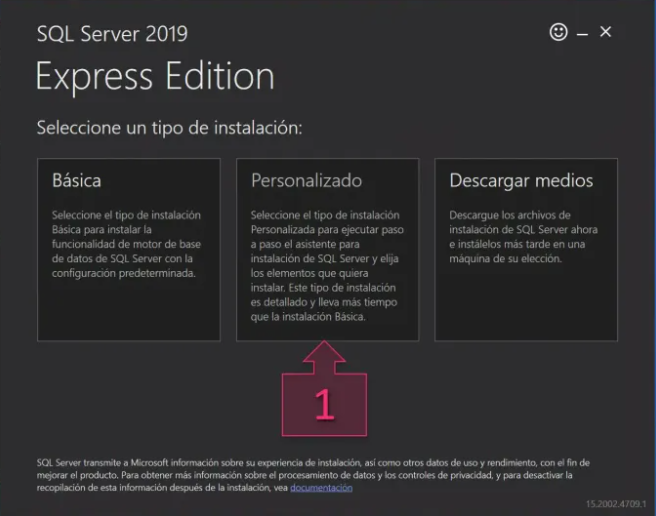 SQL Server 2019
Express Edition
Seleccione un tipo de instalación:
Básica
Seleccione el tipo de instalación
Básica para instalar la
funcionalidad de motor de base
de datos de SQL Server con la
configuración predeterminada.
Personalizado
Seleccione el tipo de instalación
Personalizada para ejecutar paso
a paso el asistente para
instalación de SQL Server y elija
los elementos que quiera
instalar. Este tipo de instalación
es detallado y lleva más tiempo
que la instalación Básica.
Descargar medios
Descargue los archivos de
instalación de SQL Server ahora
e instálelos más tarde en una
máquina de su elección.
1
SQL Server transmite a Microsoft información sobre su experiencia de instalación, así como otros datos de uso y rendimiento, con el fin de
mejorar el producto. Para obtener más información sobre el procesamiento de datos y los controles de privacidad, y para desactivar la
recopilación de esta información después de la instalación, vea documentación
15.2002.4709.1